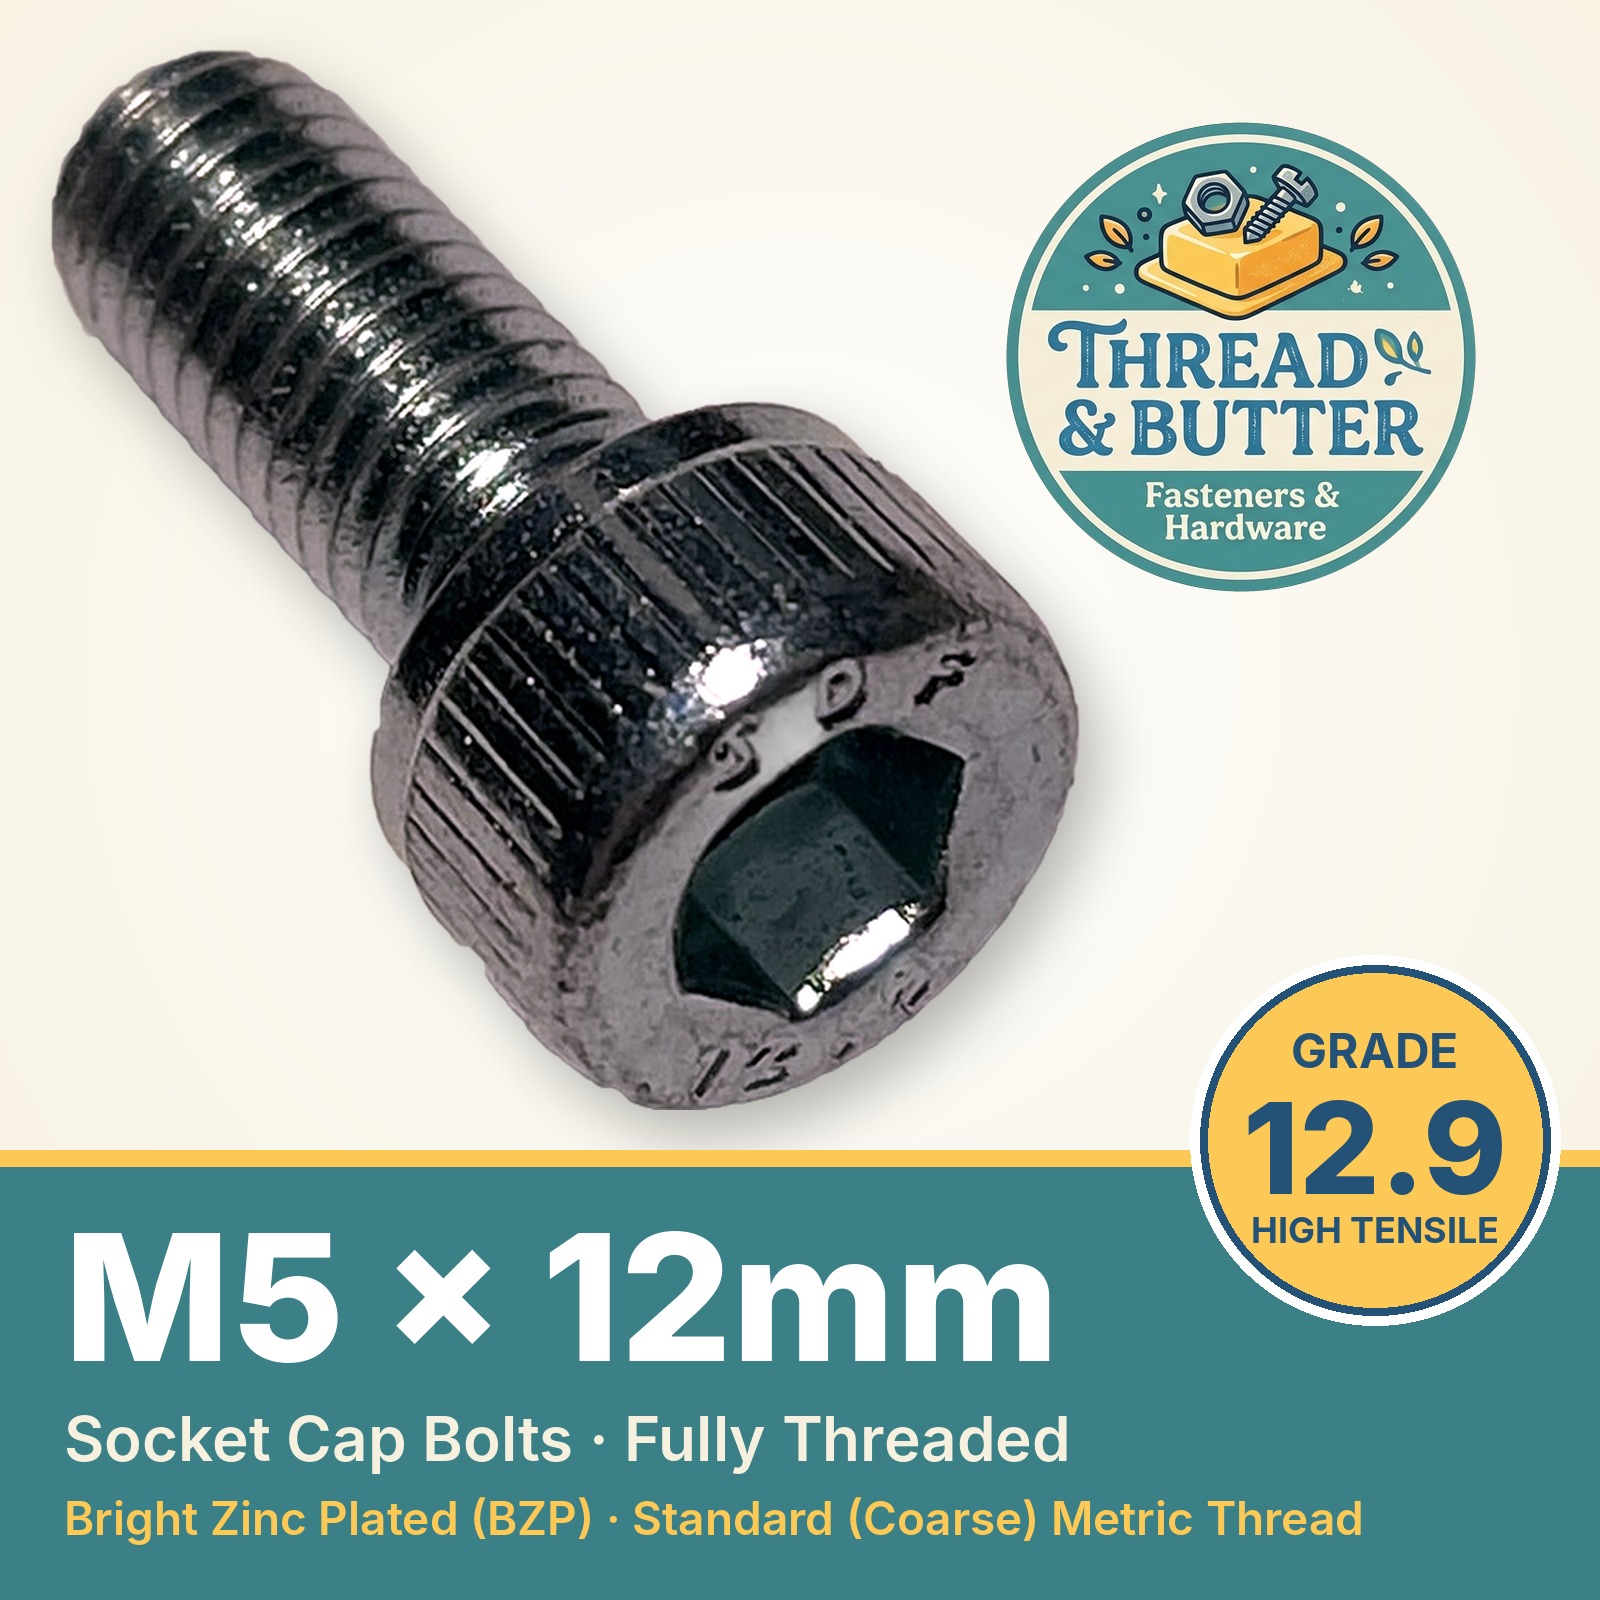 THREAD
& BUTTER
Fasteners &
Hardware
GRADE
12.9
HIGH TENSILE
M5 × 12mm
Socket Cap Bolts · Fully Threaded
Bright Zinc Plated (BZP) · Standard (Coarse) Metric Thread